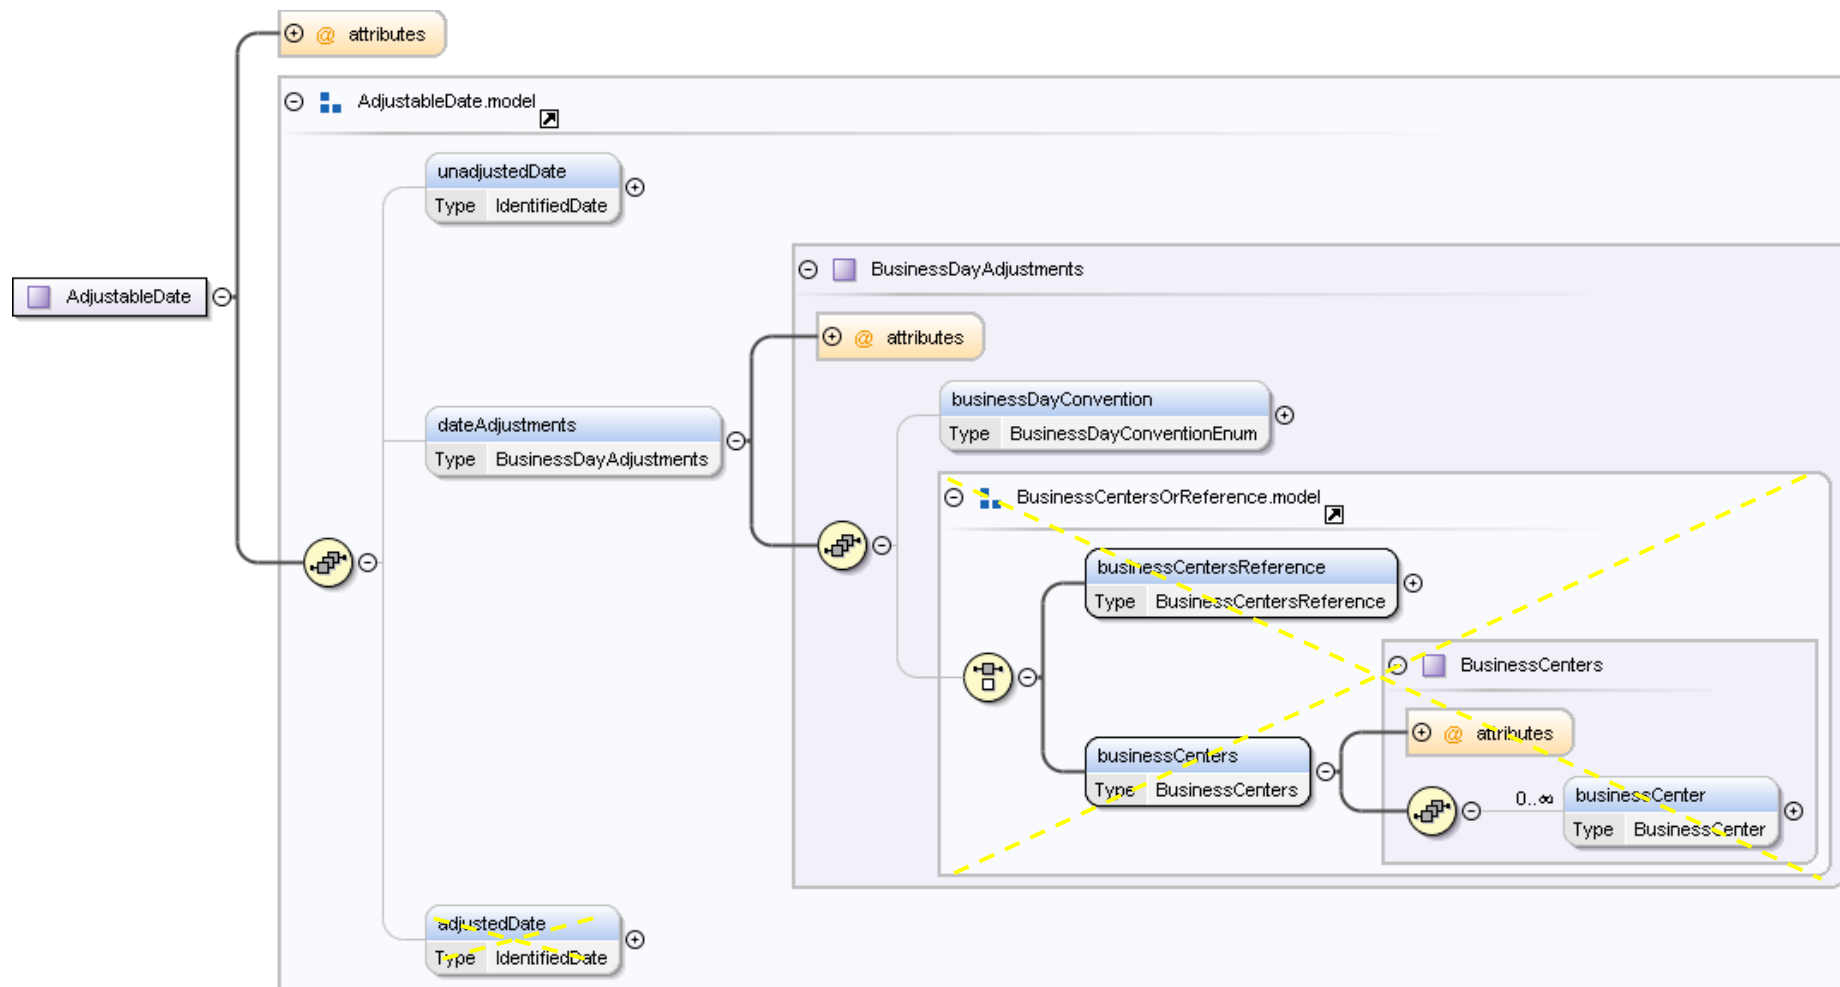 @ attributes
AdjustableDate.model
unadjustedDate
Type IdentifiedDate
BusinessDayAdjustments
AdjustableDate
@ attributes
businessDayConvention
Type BusinessDayConventionEnum
dateAdjustments
Type BusinessDayAdjustments
BusinessCentersOrReference.model
businessCentersReference
Type BusinessCentersReference
BusinessCenters
@ attributes
businessCenters
Type BusinessCenters
0..∞
businessCenter
Type BusinessCenter
adjustedDate
Type IdentifiedDate